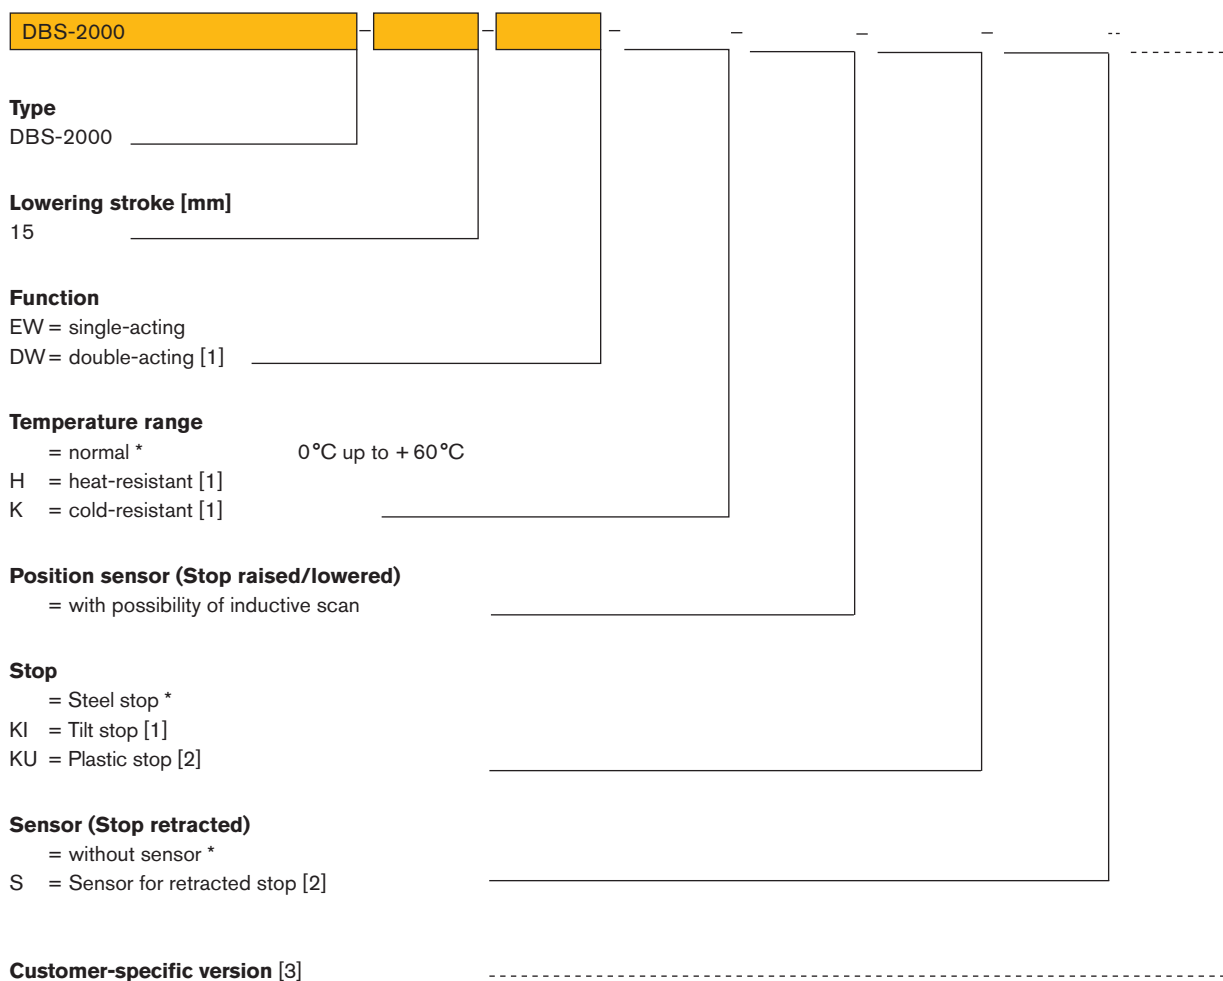 DBS-2000 - - - - - - --
Type
DBS-2000
Lowering stroke [mm]
15
Function
EW = single-acting
DW = double-acting [1]
Temperature range
= normal * 0 °C up to + 60 °C
H = heat-resistant [1]
K = cold-resistant [1]
Position sensor (Stop raised/lowered)
= with possibility of inductive scan
Stop
= Steel stop *
KI = Tilt stop [1]
KU = Plastic stop [2]
Sensor (Stop retracted)
= without sensor *
S = Sensor for retracted stop [2]
Customer-specific version [3]